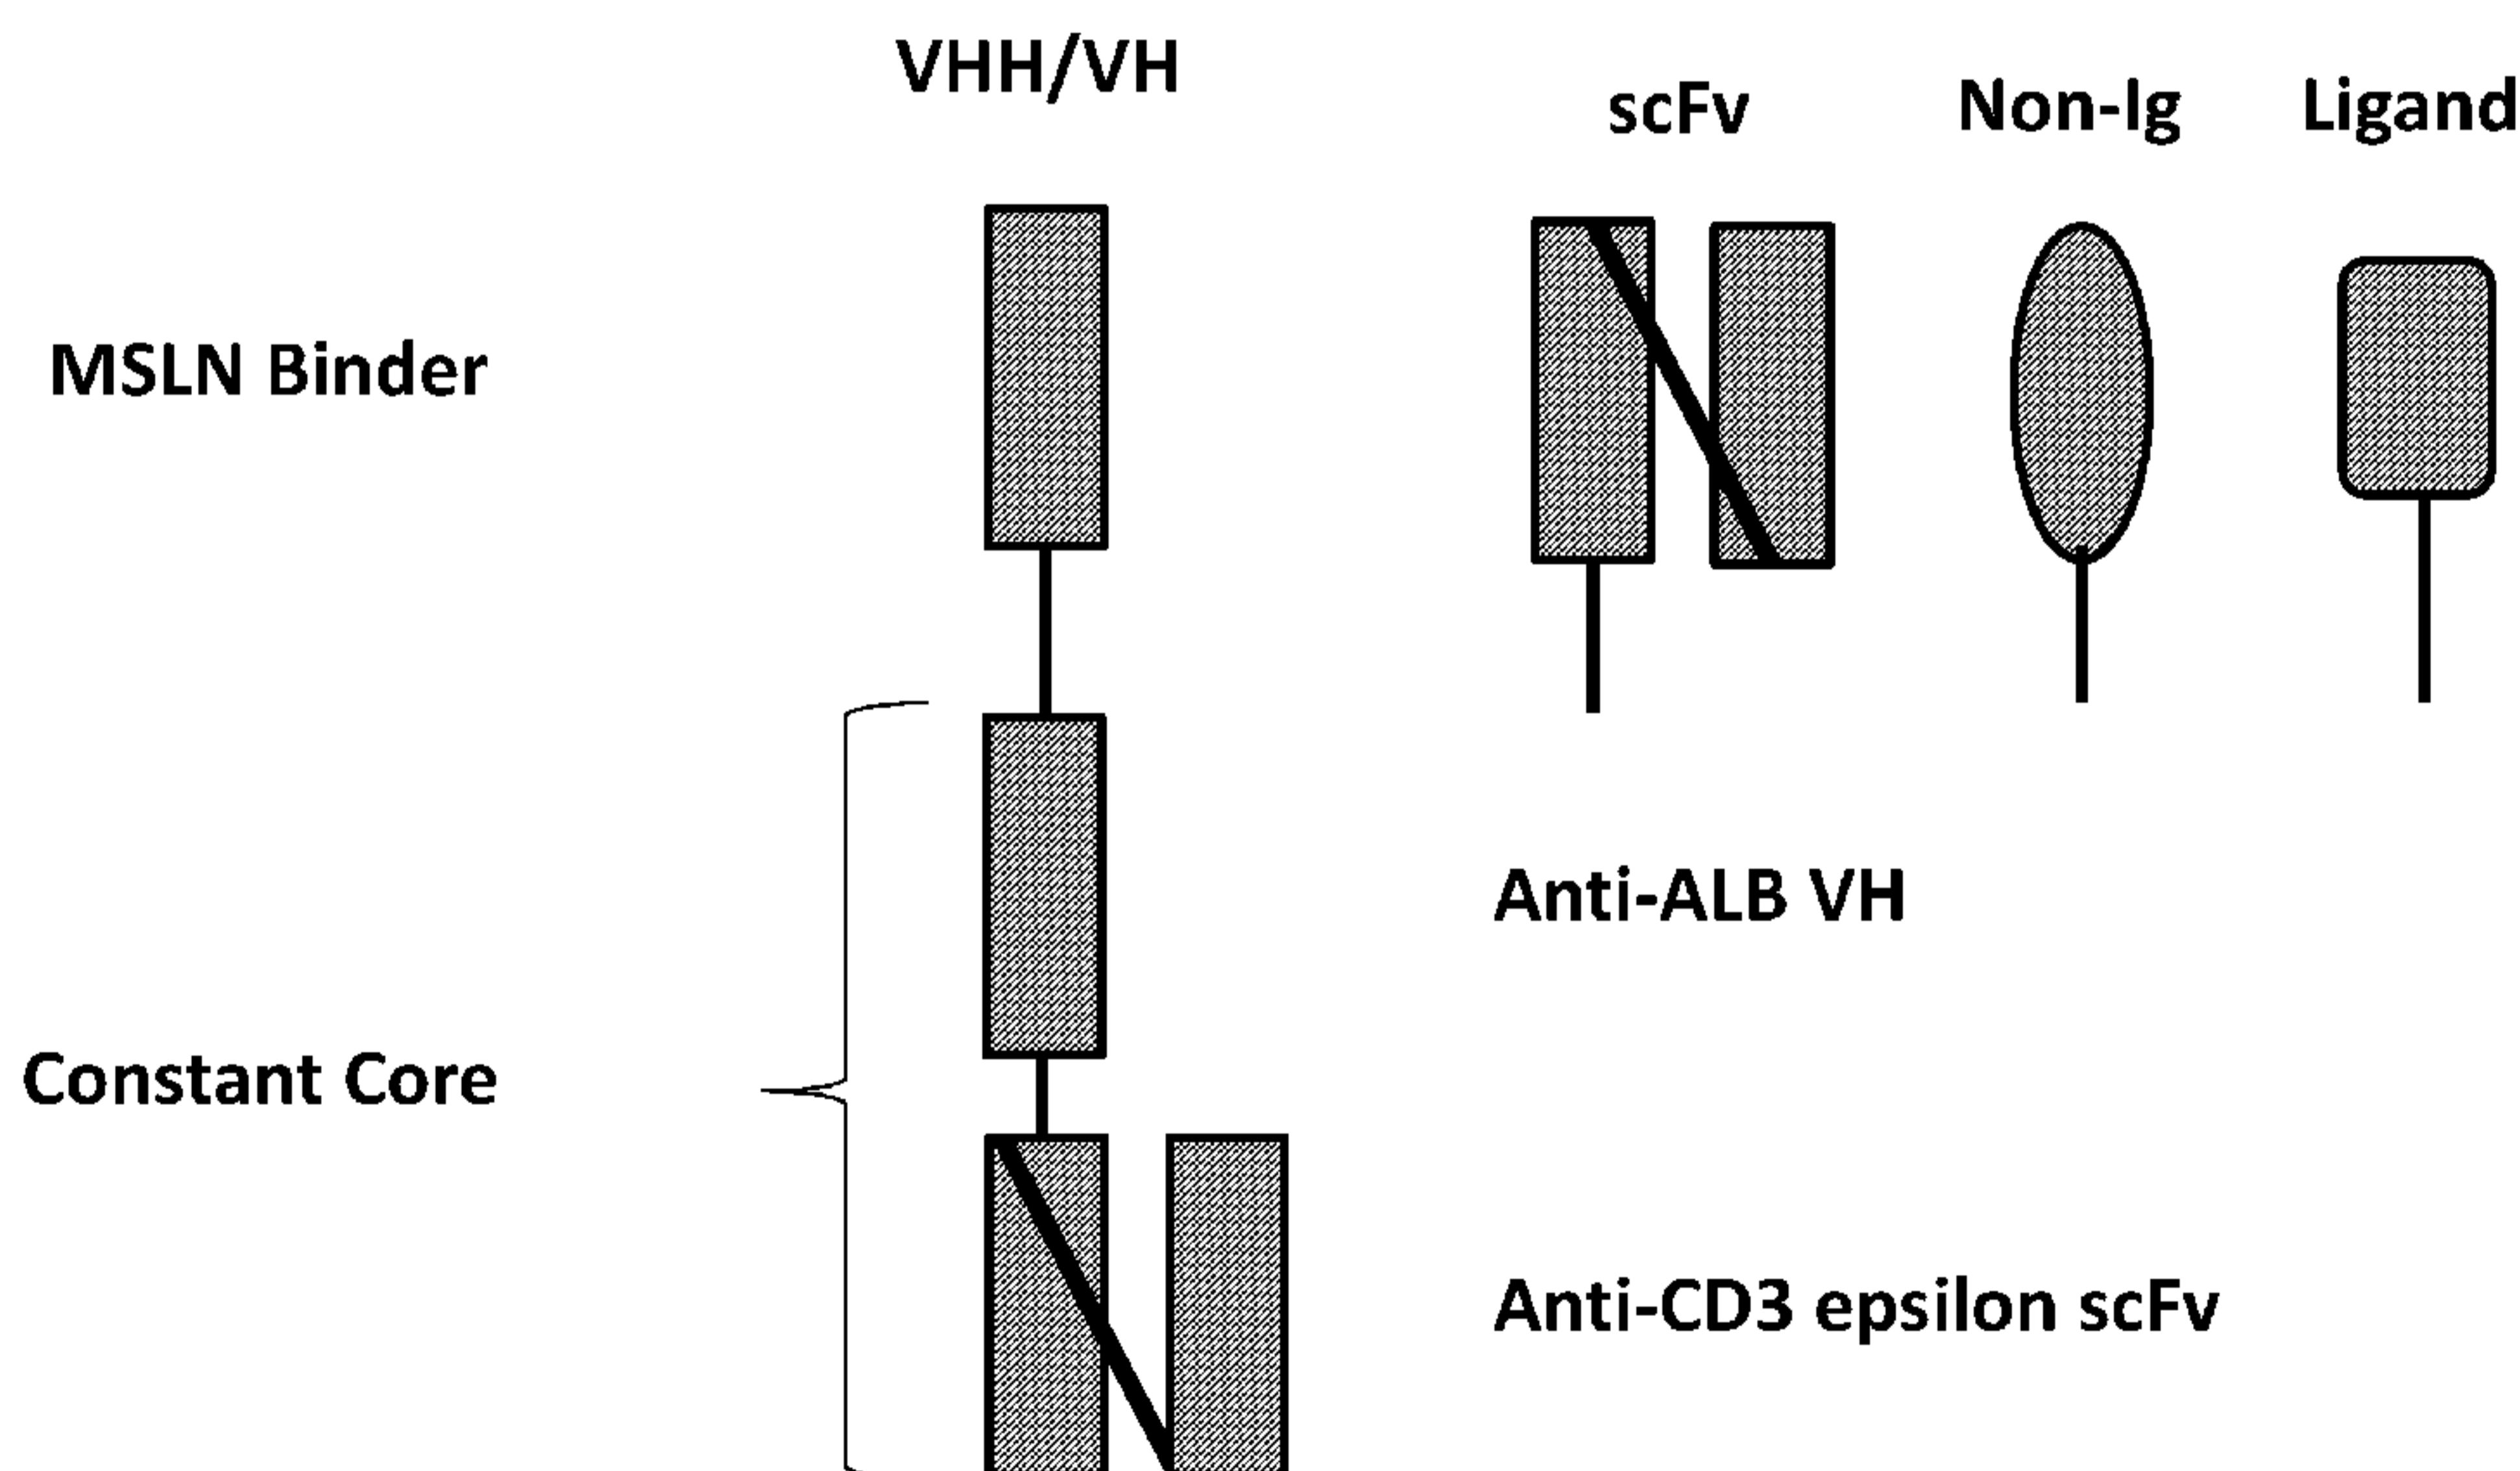 VHH/VH
scFv
Non-Ig
Ligand
MSLN Binder
Anti-ALB VH
Constant Core
Anti-CD3 epsilon scFv